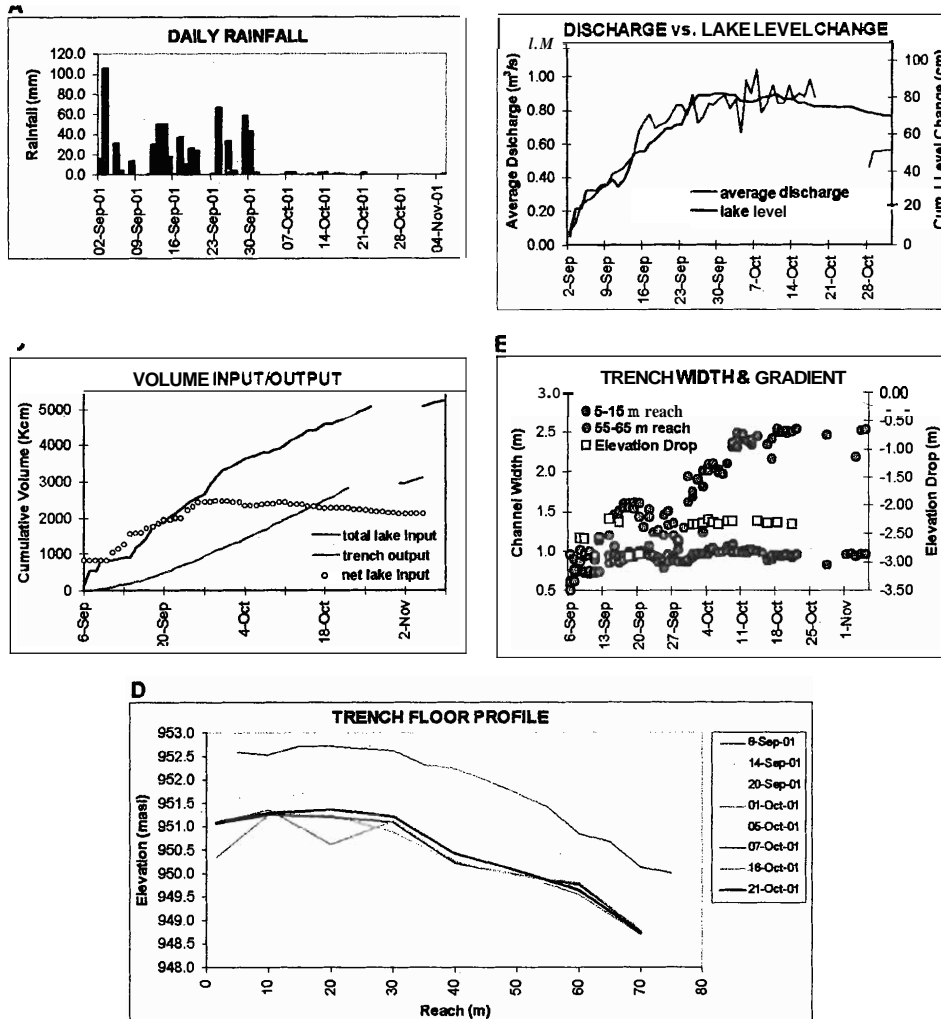 DAILY RAINFALL
Rainfall (mm)
120.0
100.0
80.0
60.0
40.0
20.0
0.0
02-Sep-01
09-Sep-01
16-Sep-01
23-Sep-01
30-Sep-01
07-Oct-01
14-Oct-01
21-Oct-01
28-Oct-01
04-Nov-01
DISCHARGE vs. LAKE LEVEL CHANGE
Average Dsicharge (m³/s)
1.M
1.00
0.80
0.60
0.40
0.20
0.00
average discharge
lake level
2-Sep
9-Sep
16-Sep
23-Sep
30-Sep
7-Oct
14-Oct
21-Oct
28-Oct
100
80
60
40
20
0
Level Change (cm)
VOLUME INPUT/OUTPUT
Cumulative Volume (Kcm)
5000
4000
3000
2000
1000
0
total lake Input
trench output
net lake Input
6-Sep
20-Sep
4-Oct
18-Oct
2-Nov
E
TRENCH WIDTH & GRADIENT
Channel Width (m)
3.0
2.5
2.0
1.5
1.0
0.5
5-15 m reach
55-65 m reach
Elevation Drop
6-Sep
13-Sep
20-Sep
27-Sep
4-Oct
11-Oct
18-Oct
25-Oct
1-Nov
0.00
-1.00
-1.50
-2.00
-2.50
-3.00
-3.50
Elevation Drop (m)
D
TRENCH FLOOR PROFILE
Elevation (masl)
953.0
952.5
952.0
951.5
951.0
950.5
950.0
949.5
949.0
948.5
948.0
0
10
20
30
40
50
60
70
80
Reach (m)
14-Sep-01
20-Sep-01
01-Oct-01
05-Oct-01
07-Oct-01
16-Oct-01
21-Oct-01